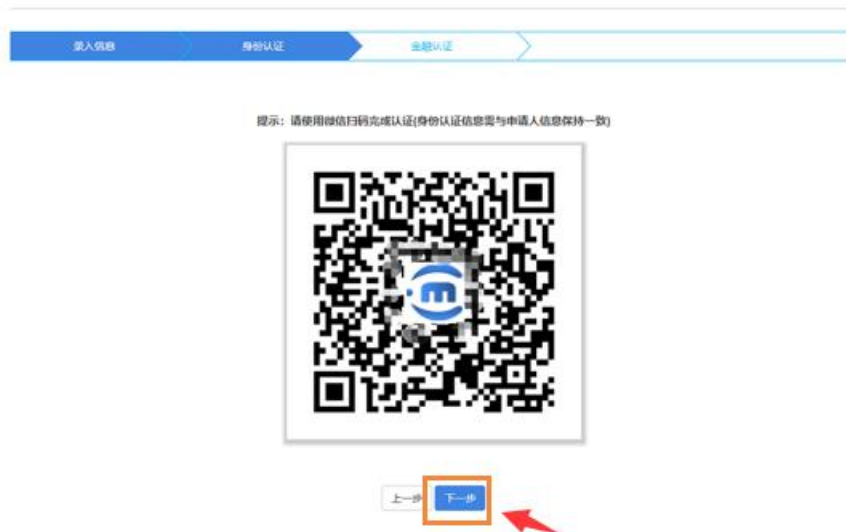 录入信息
身份认证
金融认证
提示：请使用微信扫码完成认证(身份认证信息需与申请人信息保持一致)
上一步
下一步